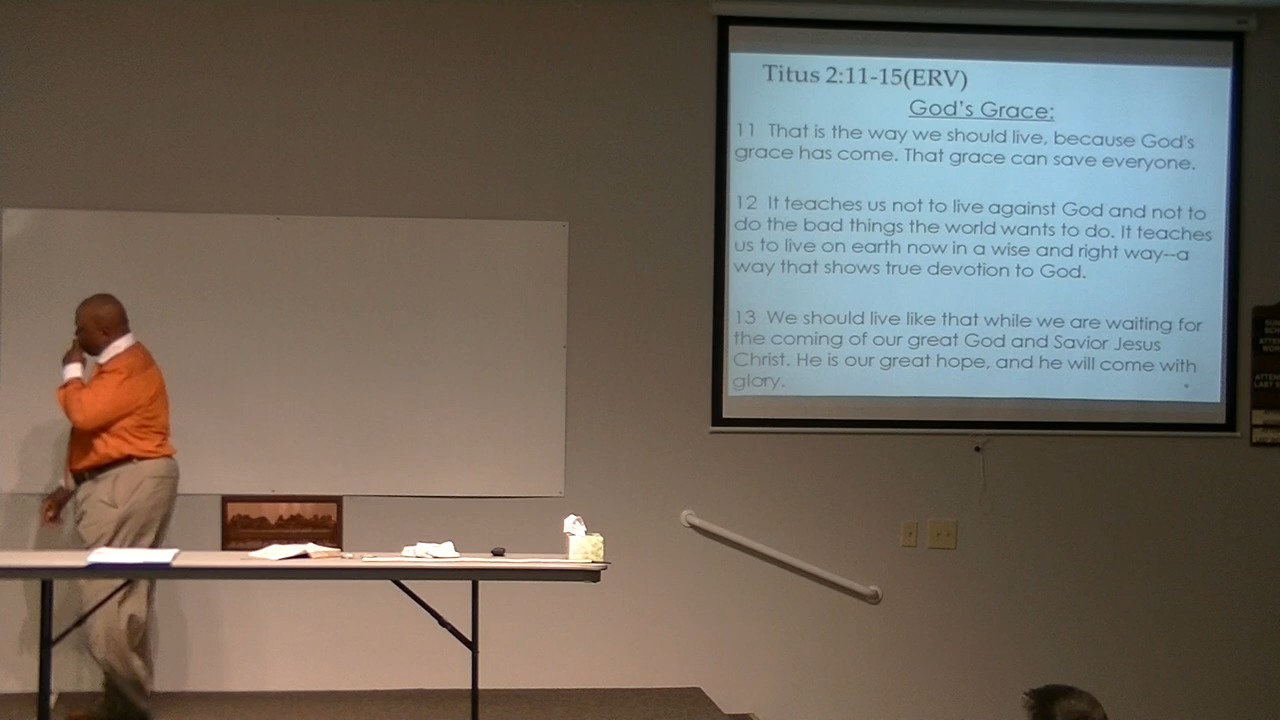 Titus 2:11-15(ERV)
God's Grace:
11 That is the way we should live, because God's
grace has come. That grace can save everyone.
12 It teaches us not to live against God and not to
do the bad things the world wants to do. It teaches
us to live on earth now in a wise and right way--a
way that shows true devotion to God.
13 We should live like that while we are waiting for
the coming of our great God and Savior Jesus
Christ. He is our great hope, and he will come with
glory.